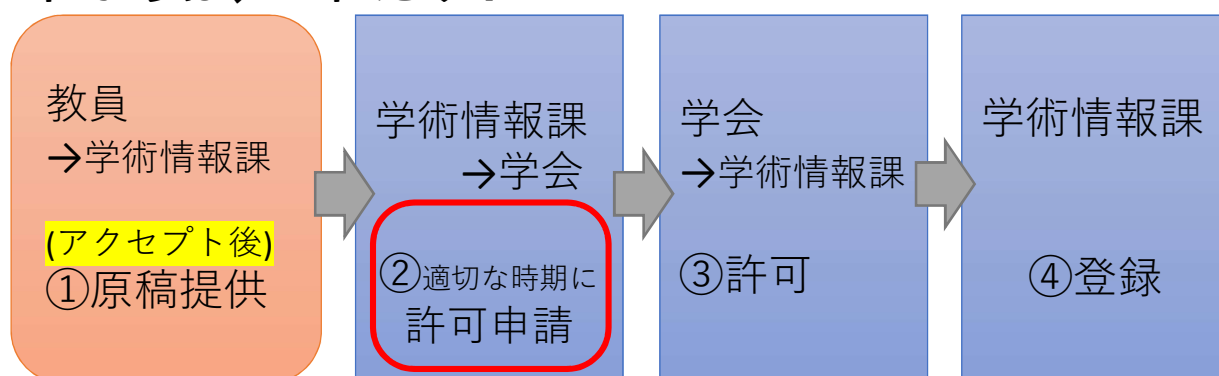 教員
→学術情報課
(アクセプト後)
①原稿提供
学術情報課
→学会
②適切な時期に
許可申請
学会
→学術情報課
③許可
学術情報課
④登録